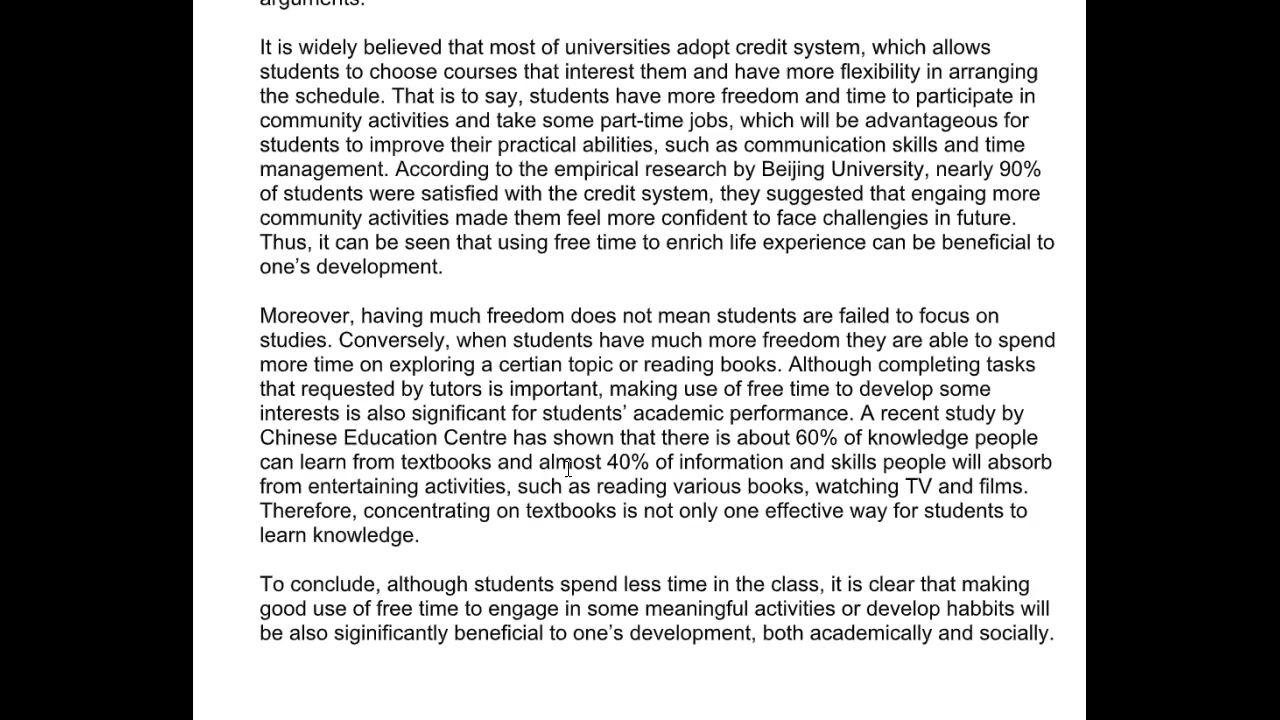 arguments.
It is widely believed that most of universities adopt credit system, which allows
students to choose courses that interest them and have more flexibility in arranging
the schedule. That is to say, students have more freedom and time to participate in
community activities and take some part-time jobs, which will be advantageous for
students to improve their practical abilities, such as communication skills and time
management. According to the empirical research by Beijing University, nearly 90%
of students were satisfied with the credit system, they suggested that engaing more
community activities made them feel more confident to face challengies in future.
Thus, it can be seen that using free time to enrich life experience can be beneficial to
one’s development.
Moreover, having much freedom does not mean students are failed to focus on
studies. Conversely, when students have much more freedom they are able to spend
more time on exploring a certian topic or reading books. Although completing tasks
that requested by tutors is important, making use of free time to develop some
interests is also significant for students’ academic performance. A recent study by
Chinese Education Centre has shown that there is about 60% of knowledge people
can learn from textbooks and almost 40% of information and skills people will absorb
from entertaining activities, such as reading various books, watching TV and films.
Therefore, concentrating on textbooks is not only one effective way for students to
learn knowledge.
To conclude, although students spend less time in the class, it is clear that making
good use of free time to engage in some meaningful activities or develop habbits will
be also siginificantly beneficial to one’s development, both academically and socially.